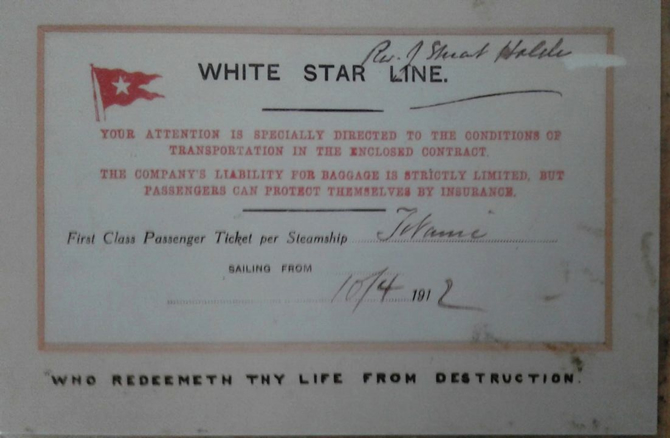 Rev. J Stuart Holden
WHITE STAR LINE.
YOUR ATTENTION IS SPECIALLY DIRECTED TO THE CONDITIONS OF
TRANSPORTATION IN THE ENCLOSED CONTRACT.
THE COMPANY'S LIABILITY FOR BAGGAGE IS STRICTLY LIMITED, BUT
PASSENGERS CAN PROTECT THEMSELVES BY INSURANCE.
First Class Passenger Ticket per Steamship Titanic
SAILING FROM
10/4 1912
WHO REDEEMETH THY LIFE FROM DESTRUCTION.